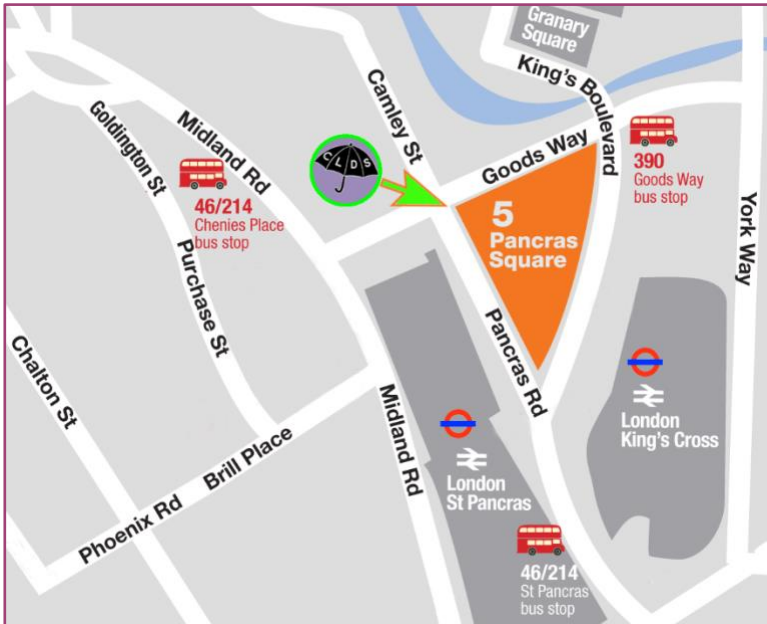 Granary
Square
King's Boulevard
Camley St
Goods Way
Midland Rd
Goldington St
CLDS
390
Goods Way
bus stop
5
Pancras
Square
46/214
Chenies Place
bus stop
York Way
Purchase St
Pancras Rd
Chalton St
Midland Rd
London
King's Cross
Brill Place
London
St Pancras
Phoenix Rd
46/214
St Pancras
bus stop